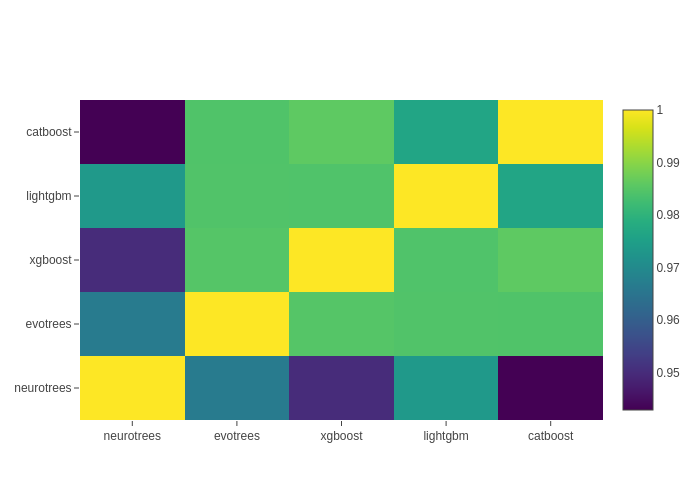 catboost
lightgbm
xgboost
evotrees
neurotrees
neurotrees evotrees xgboost lightgbm catboost
1
0.99
0.98
0.97
0.96
0.95